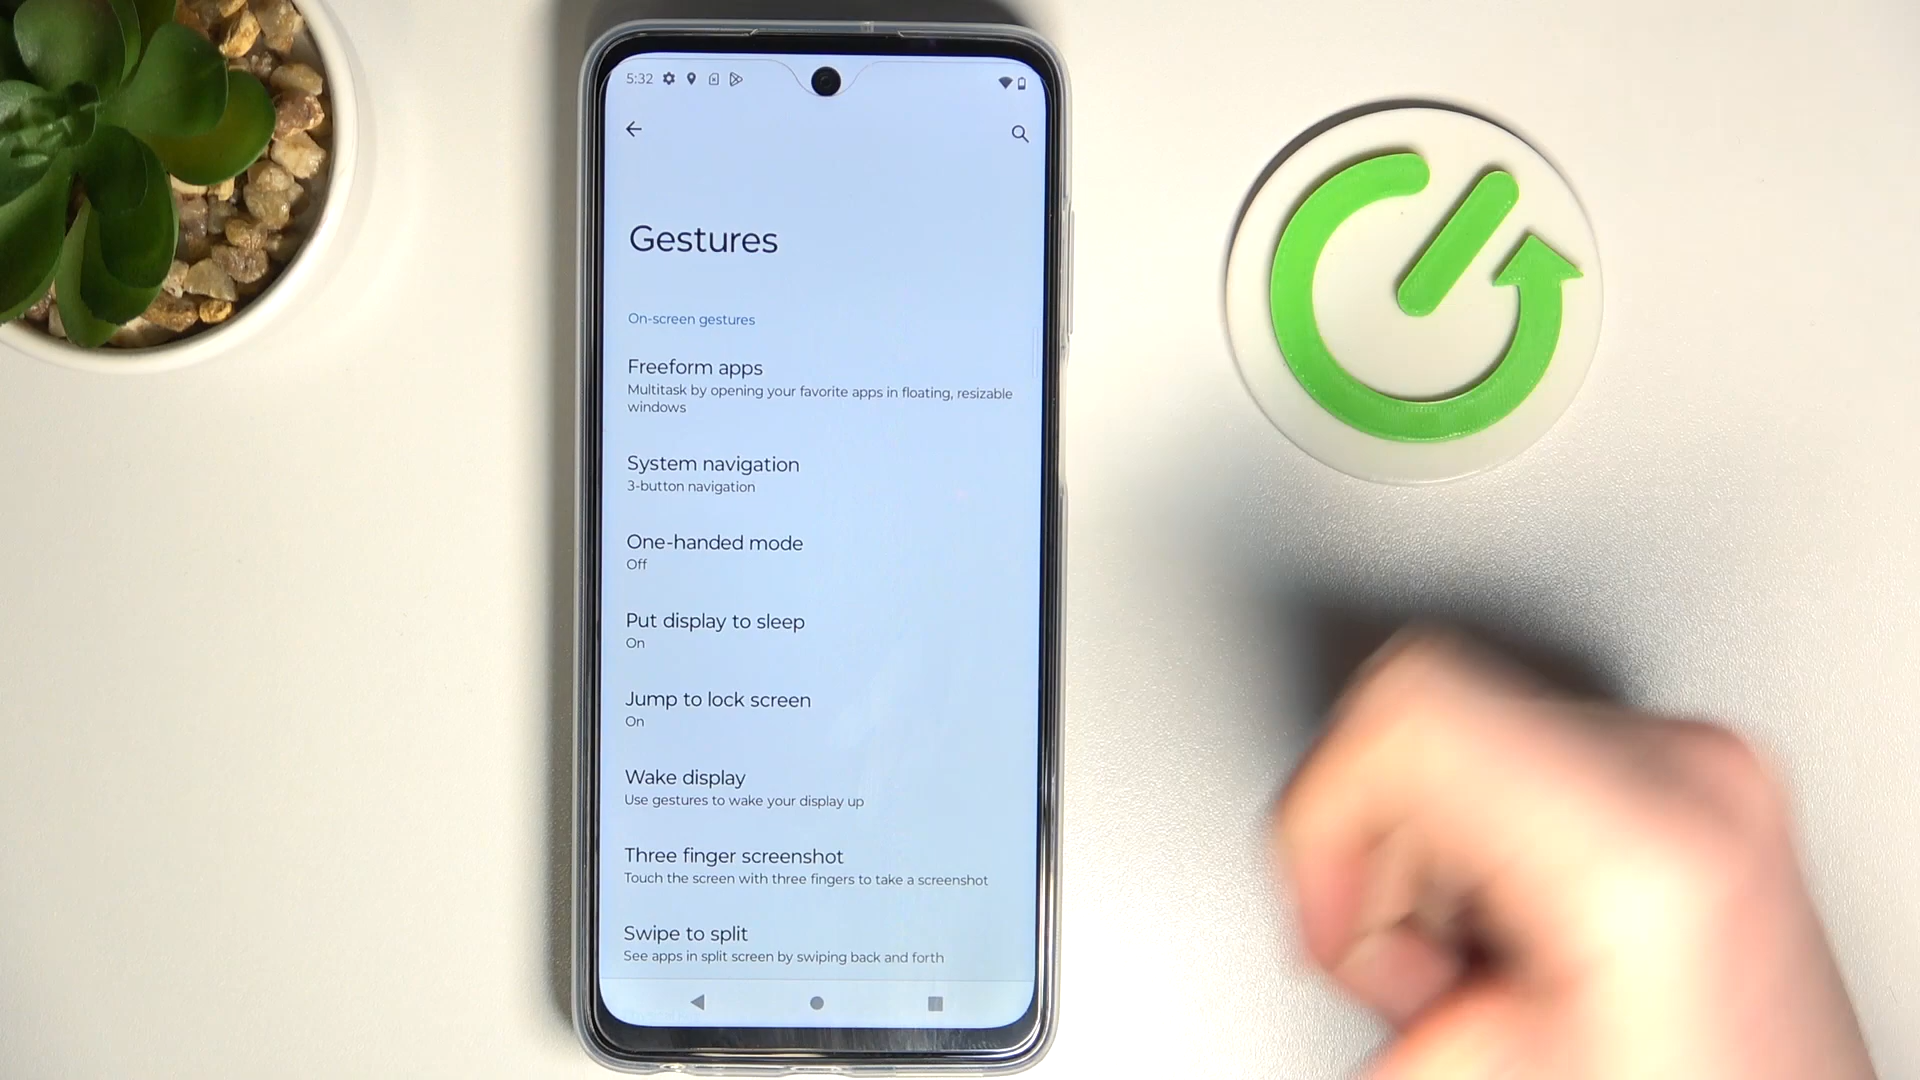 5:32
Gestures
On-screen gestures
Freeform apps
Multitask by opening your favorite apps in floating, resizable
windows
System navigation
3-button navigation
One-handed mode
Off
Put display to sleep
On
Jump to lock screen
On
Wake display
Use gestures to wake your display up
Three finger screenshot
Touch the screen with three fingers to take a screenshot
Swipe to split
See apps in split screen by swiping back and forth